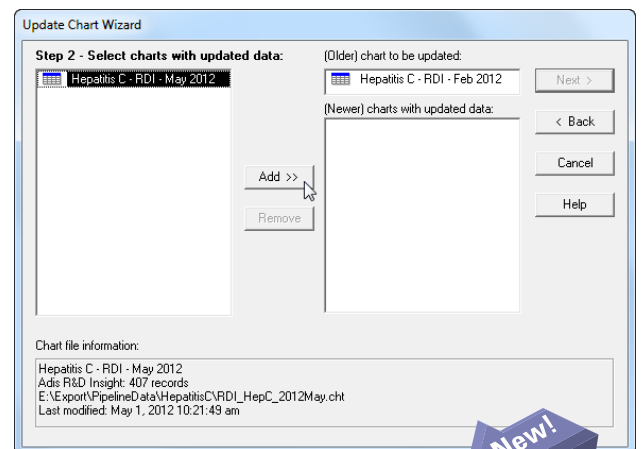 Update Chart Wizard
Step 2 - Select charts with updated data:
Hepatitis C - RDI - May 2012
(Older) chart to be updated:
Hepatitis C - RDI - Feb 2012
(Newer) charts with updated data:
Add >>
Remove
Next >
< Back
Cancel
Help
Chart file information:
Hepatitis C - RDI - May 2012
Adis R&D Insight: 407 records
E:\Export\PipelineData\HepatitisC\RDI_HepC_2012May.cht
Last modified: May 1, 2012 10:21:49 am
New!